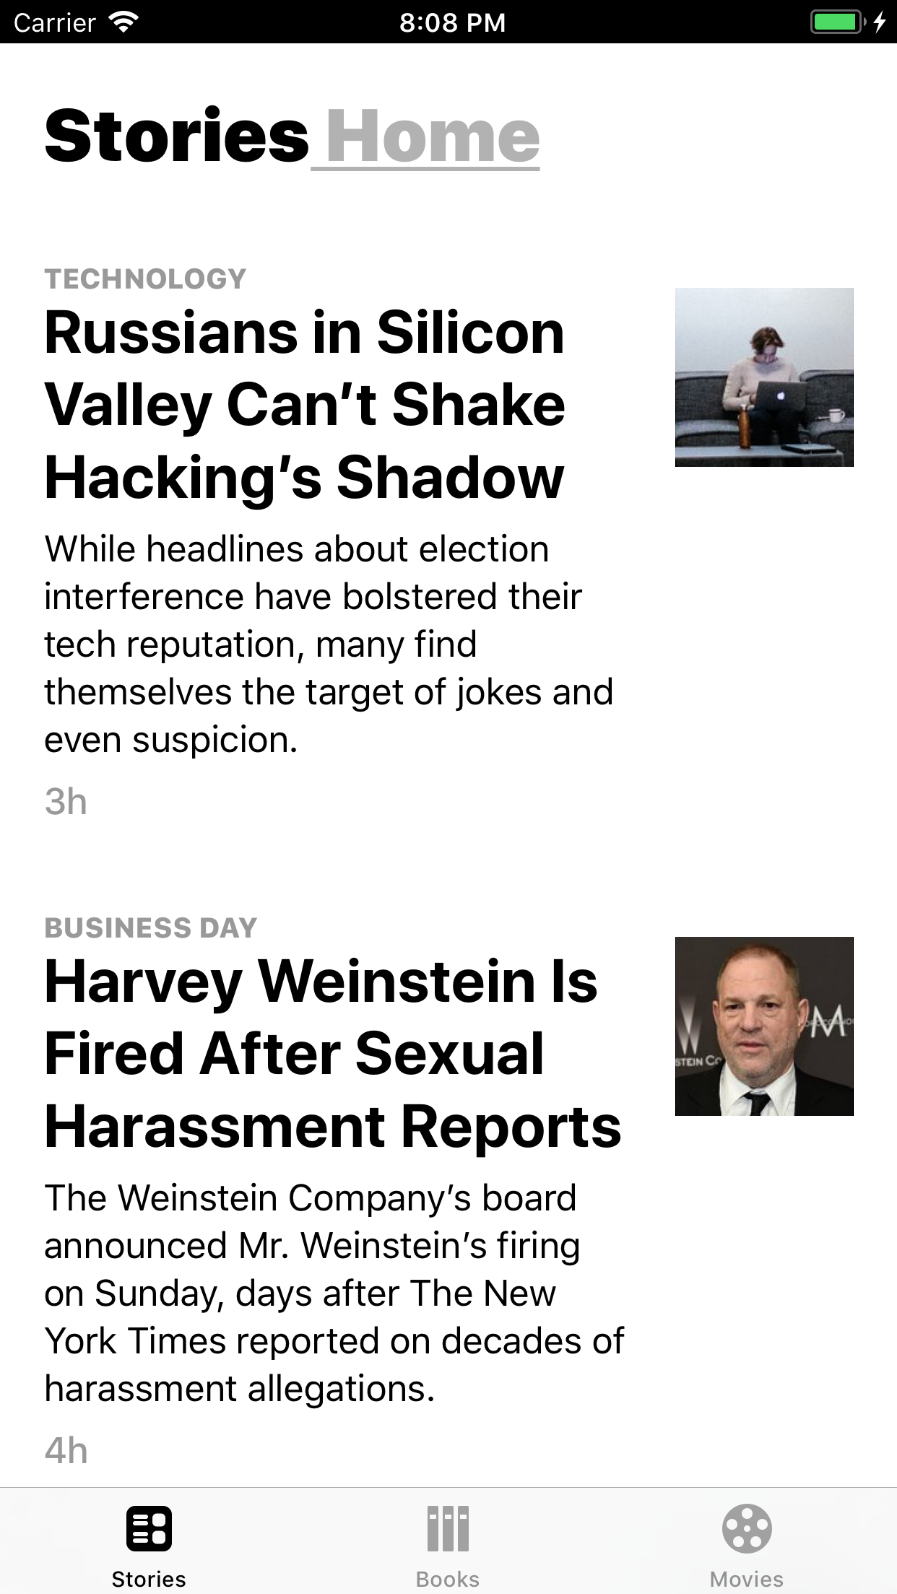 Carrier 8:08 PM
Stories Home
TECHNOLOGY
Russians in Silicon
Valley Can’t Shake
Hacking’s Shadow
While headlines about election
interference have bolstered their
tech reputation, many find
themselves the target of jokes and
even suspicion.
3h
BUSINESS DAY
Harvey Weinstein Is
Fired After Sexual
Harassment Reports
STEIN Co
M
The Weinstein Company’s board
announced Mr. Weinstein’s firing
on Sunday, days after The New
York Times reported on decades of
harassment allegations.
4h
Stories Books Movies